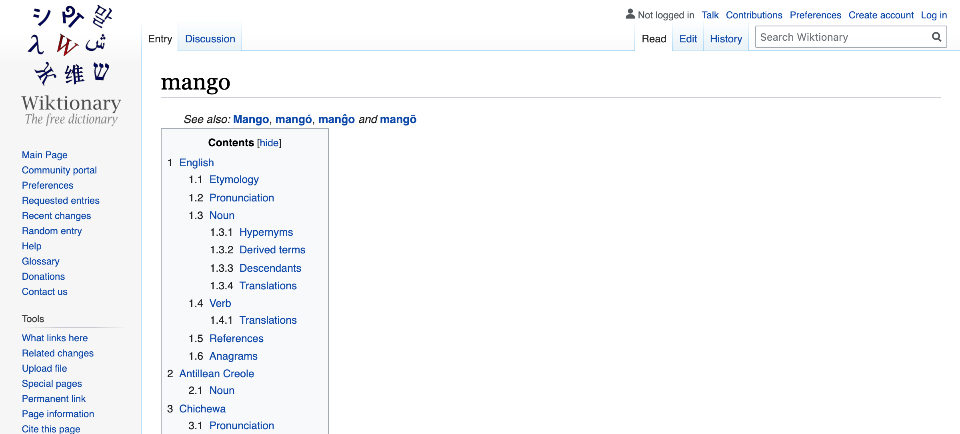 シ Ри 말
λ W ش
维 ש
Wiktionary
The free dictionary
Main Page
Community portal
Preferences
Requested entries
Recent changes
Random entry
Help
Glossary
Donations
Contact us
Tools
What links here
Related changes
Upload file
Special pages
Permanent link
Page information
Cite this page
Not logged in Talk Contributions Preferences Create account Log in
Entry Discussion Read Edit History Search Wiktionary
mango
See also: Mango, mangó, manĝo and mangō
Contents [hide]
1 English
1.1 Etymology
1.2 Pronunciation
1.3 Noun
1.3.1 Hypernyms
1.3.2 Derived terms
1.3.3 Descendants
1.3.4 Translations
1.4 Verb
1.4.1 Translations
1.5 References
1.6 Anagrams
2 Antillean Creole
2.1 Noun
3 Chichewa
3.1 Pronunciation